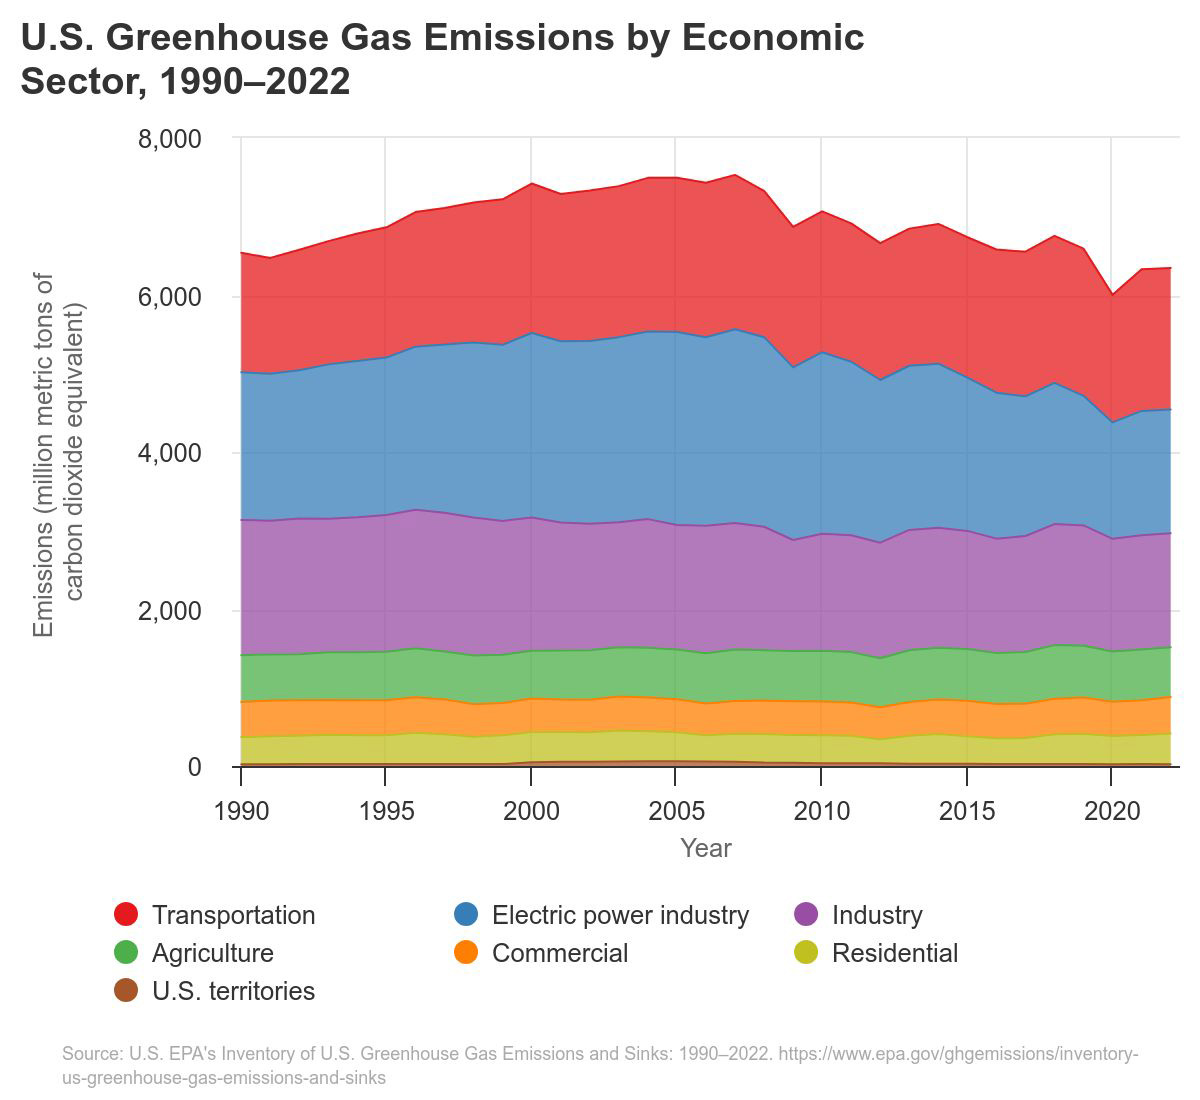 U.S. Greenhouse Gas Emissions by Economic
Sector, 1990–2022
Emissions (million metric tons of
carbon dioxide equivalent)
8,000
6,000
4,000
2,000
0
1990 1995 2000 2005 2010 2015 2020
Year
Transportation Electric power industry Industry
Agriculture Commercial Residential
U.S. territories
Source: U.S. EPA's Inventory of U.S. Greenhouse Gas Emissions and Sinks: 1990–2022. https://www.epa.gov/ghgemissions/inventory-
us-greenhouse-gas-emissions-and-sinks